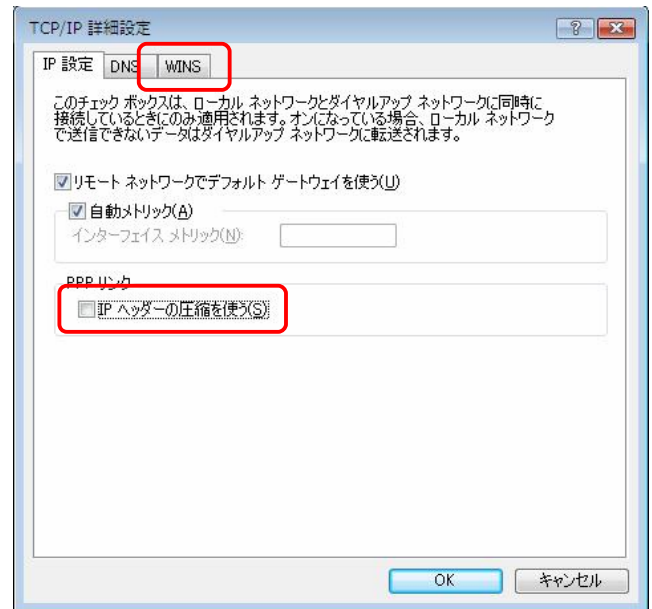 TCP/IP 詳細設定
IP 設定 DNS WINS
このチェック ボックスは、ローカル ネットワークとダイヤルアップ ネットワークに同時に
接続しているときにのみ適用されます。オンになっている場合、ローカル ネットワーク
で送信できないデータはダイヤルアップ ネットワークに転送されます。
リモート ネットワークでデフォルト ゲートウェイを使う(U)
自動メトリック(A)
インターフェイス メトリック(N):
PPP リンク
IP ヘッダーの圧縮を使う(S)
OK キャンセル